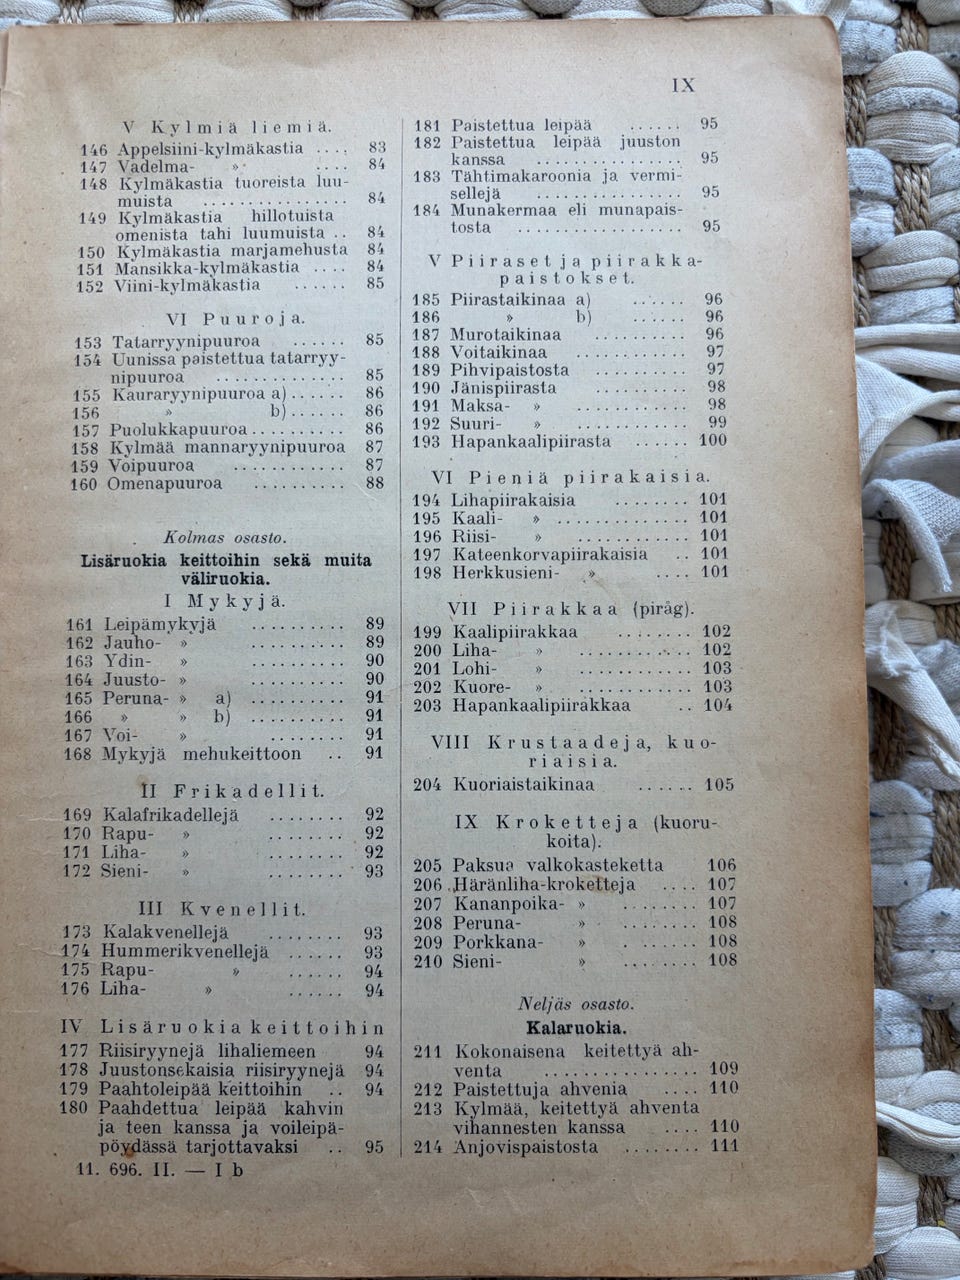 IX
V Kylmiä liemiä.
146 Appelsiini-kylmäkastia .... 83
147 Vadelma- » .... 84
148 Kylmäkastia tuoreista luu-
muista ................ 84
149 Kylmäkastia hillotuista
omenista tahi luumuista .. 84
150 Kylmäkastia marjamehusta 84
151 Mansikka-kylmäkastia .... 84
152 Viini-kylmäkastia ...... 85
VI Puuroja.
153 Tatarryynipuuroa ...... 85
154 Uunissa paistettua tatarryy-
nipuuroa .............. 85
155 Kauraryynipuuroa a) ...... 86
156 » b) ...... 86
157 Puolukkapuuroa .......... 86
158 Kylmää mannaryynipuuroa 87
159 Voipuuroa ............ 87
160 Omenapuuroa .......... 88
Kolmas osasto.
Lisäruokia keittoihin sekä muita
väliruokia.
I Mykyjä.
161 Leipämykyjä .......... 89
162 Jauho- » .......... 89
163 Ydin- » .......... 90
164 Juusto- » .......... 90
165 Peruna- » a) .......... 91
166 » » b) .......... 91
167 Voi- » ........ 91
168 Mykyjä mehukeittoon .. 91
II Frikadellit.
169 Kalafrikadellejä ........ 92
170 Rapu- » ........ 92
171 Liha- » ........ 92
172 Sieni- » ........ 93
III Kvenellit.
173 Kalakvenellejä ........ 93
174 Hummerikvenellejä ...... 93
175 Rapu- » ...... 94
176 Liha- » ...... 94
IV Lisäruokia keittoihin
177 Riisiryynejä lihaliemeen 94
178 Juustonsekaisia riisiryynejä 94
179 Paahtoleipää keittoihin .. 94
180 Paahdettua leipää kahvin
ja teen kanssa ja voileipä-
pöydässä tarjottavaksi .. 95
11. 696. II. — I b
181 Paistettua leipää ...... 95
182 Paistettua leipää juuston
kanssa ................ 95
183 Tähtimakaroonia ja vermi-
sellejä ................ 95
184 Munakermaa eli munapais-
tosta .................. 95
V Piiraset ja piirakka-
paistokset.
185 Piirastaikinaa a) ...... 96
186 » b) ...... 96
187 Murotaikinaa .......... 96
188 Voitaikinaa ............ 97
189 Pihvipaistosta .......... 97
190 Jänispiirasta .......... 98
191 Maksa- » ............ 98
192 Suuri- » ............ 99
193 Hapankaalipiirasta ...... 100
VI Pieniä piirakaisia.
194 Lihapiirakaisia ........ 101
195 Kaali- » .............. 101
196 Riisi- » ............ 101
197 Kateenkorvapiirakaisia .. 101
198 Herkkusieni- » .... 101
VII Piirakkaa (piråg).
199 Kaalipiirakkaa ........ 102
200 Liha- » ............ 102
201 Lohi- » ............ 103
202 Kuore- » ............ 103
203 Hapankaalipiirakkaa .. 104
VIII Krustaadeja, kuo-
riaisia.
204 Kuoriaistaikinaa ...... 105
IX Kroketteja (kuoru-
koita).
205 Paksua valkokasteketta 106
206 Häränliha-kroketteja .... 107
207 Kananpoika- » ........ 107
208 Peruna- » ........ 108
209 Porkkana- » ........ 108
210 Sieni- » ........ 108
Neljäs osasto.
Kalaruokia.
211 Kokonaisena keitettyä ah-
venta ................ 109
212 Paistettuja ahvenia .... 110
213 Kylmää, keitettyä ahventa
vihannesten kanssa .... 110
214 Anjovispaistosta ........ 111